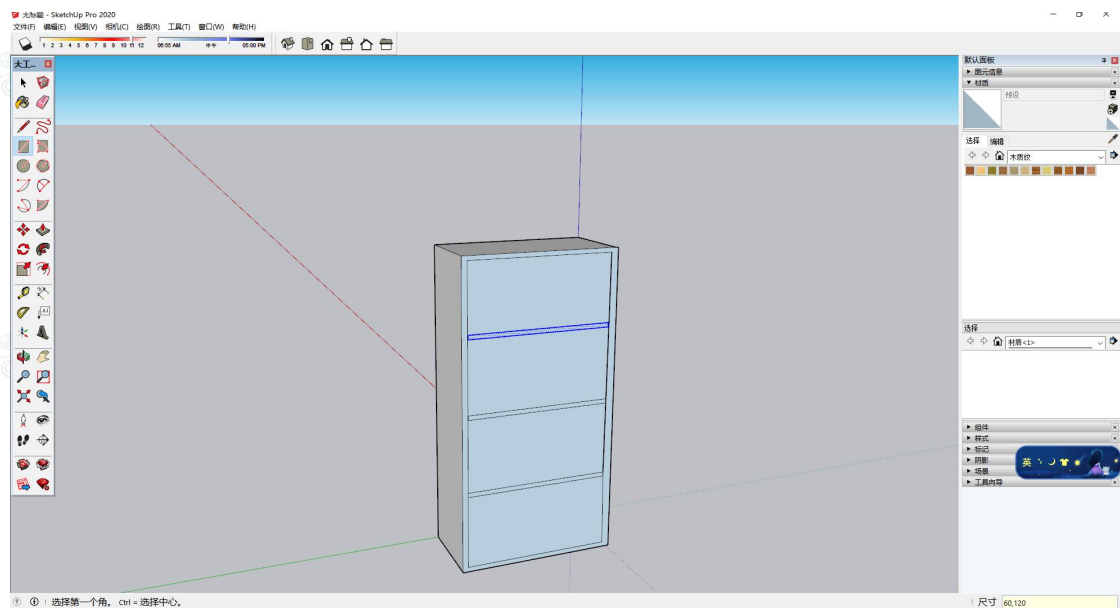 无标题 - SketchUp Pro 2020
文件(F) 编辑(E) 视图(V) 相机(C) 绘图(R) 工具(T) 窗口(W) 帮助(H)
1 2 3 4 5 6 7 8 9 10 11 12 06:55 AM 中午 05:00 PM
大工...
默认面板
图元信息
材质
预设
选择 编辑
木质纹
选择
材质<1>
组件
样式
标记
阴影
场景
工具向导
英
选择第一个角。 Ctrl = 选择中心。
尺寸 60,120